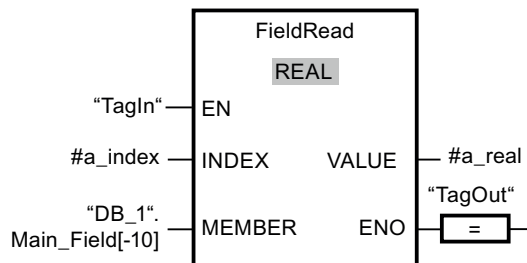 FieldRead
REAL
“TagIn“ EN
#a_index INDEX VALUE #a_real
“TagOut“
“DB_1“.
Main_Field[-10] MEMBER ENO =